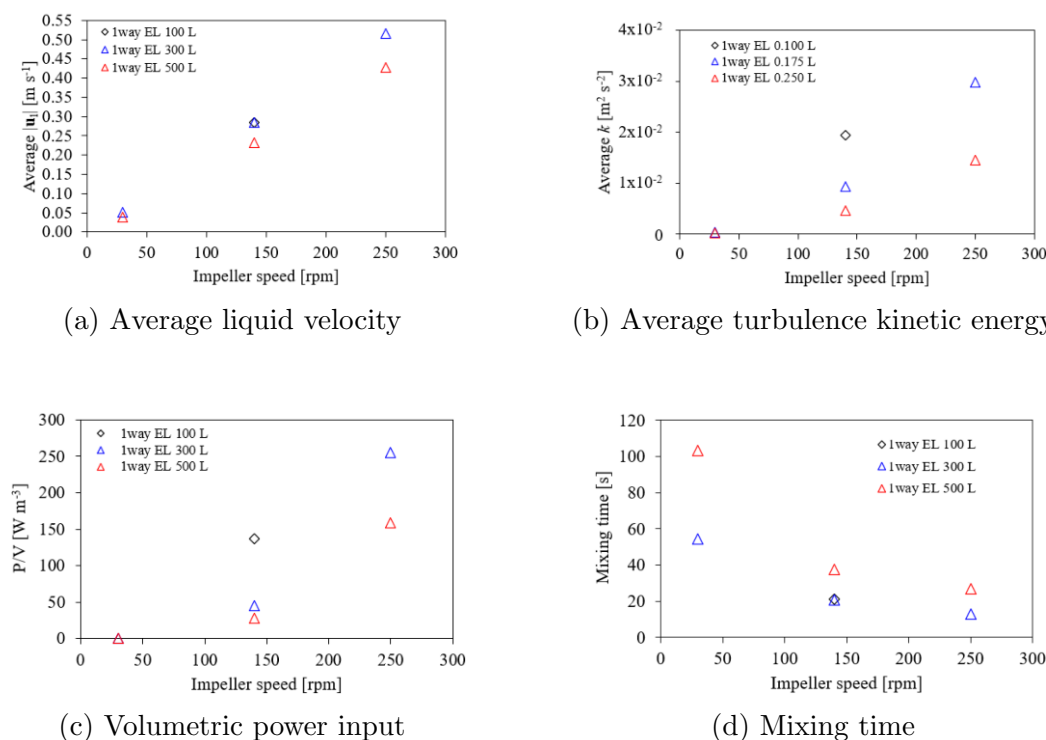 0.55
0.50
0.45
0.40
0.35
0.30
0.25
0.20
0.15
0.10
0.05
0.00
Average |u_l| [m s⁻¹]
1way EL 100 L
1way EL 300 L
1way EL 500 L
0 50 100 150 200 250 300
Impeller speed [rpm]
(a) Average liquid velocity
4x10⁻²
3x10⁻²
2x10⁻²
1x10⁻²
0
Average k [m² s⁻²]
1way EL 0.100 L
1way EL 0.175 L
1way EL 0.250 L
0 50 100 150 200 250 300
Impeller speed [rpm]
(b) Average turbulence kinetic energy
300
250
200
150
100
50
0
P/V [W m⁻³]
1way EL 100 L
1way EL 300 L
1way EL 500 L
0 50 100 150 200 250 300
Impeller speed [rpm]
(c) Volumetric power input
120
100
80
60
40
20
0
Mixing time [s]
1way EL 100 L
1way EL 300 L
1way EL 500 L
0 50 100 150 200 250 300
Impeller speed [rpm]
(d) Mixing time